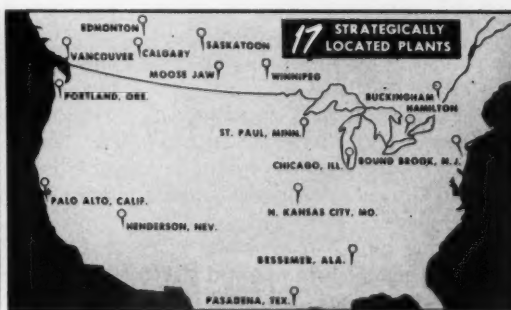 17 STRATEGICALLY
LOCATED PLANTS
EDMONTON
SASKATOON
VANCOUVER
CALGARY
MOOSE JAW
WINNIPEG
PORTLAND, ORE.
BUCKINGHAM
HAMILTON
ST. PAUL, MINN.
CHICAGO, ILL.
BOUND BROOK, N.J.
PALO ALTO, CALIF.
N. KANSAS CITY, MO.
HENDERSON, NEV.
BESSEMER, ALA.
PASADENA, TEX.